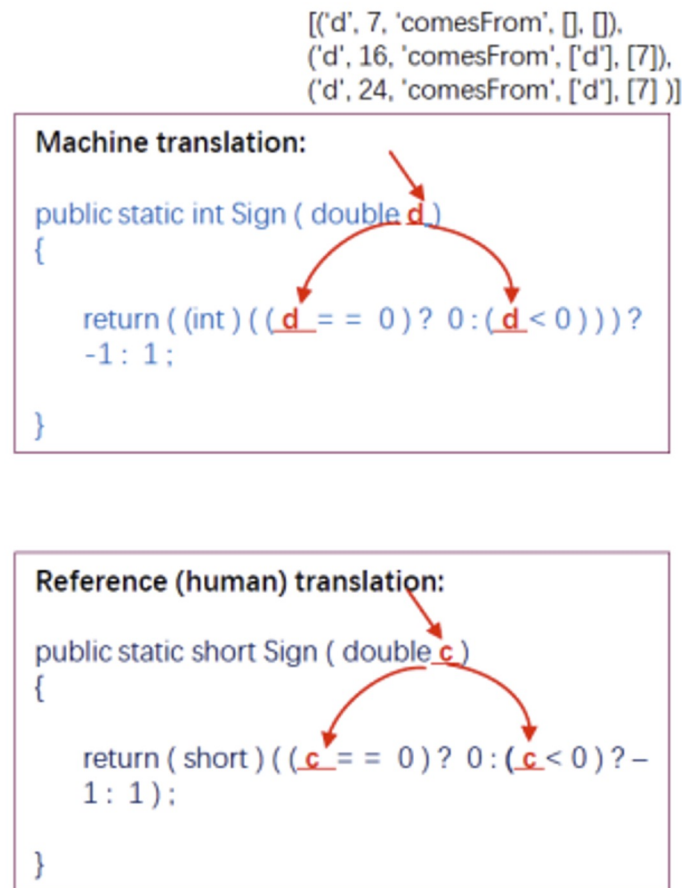 [('d', 7, 'comesFrom', [], []),
('d', 16, 'comesFrom', ['d'], [7]),
('d', 24, 'comesFrom', ['d'], [7] )]
Machine translation:
public static int Sign ( double d )
{
return ( (int ) ( ( d = = 0 ) ? 0 : ( d < 0 ) ) ) ?
-1 : 1 ;
}
Reference (human) translation:
public static short Sign ( double c )
{
return ( short ) ( ( c = = 0 ) ? 0 : ( c < 0 ) ? –
1 : 1 ) ;
}